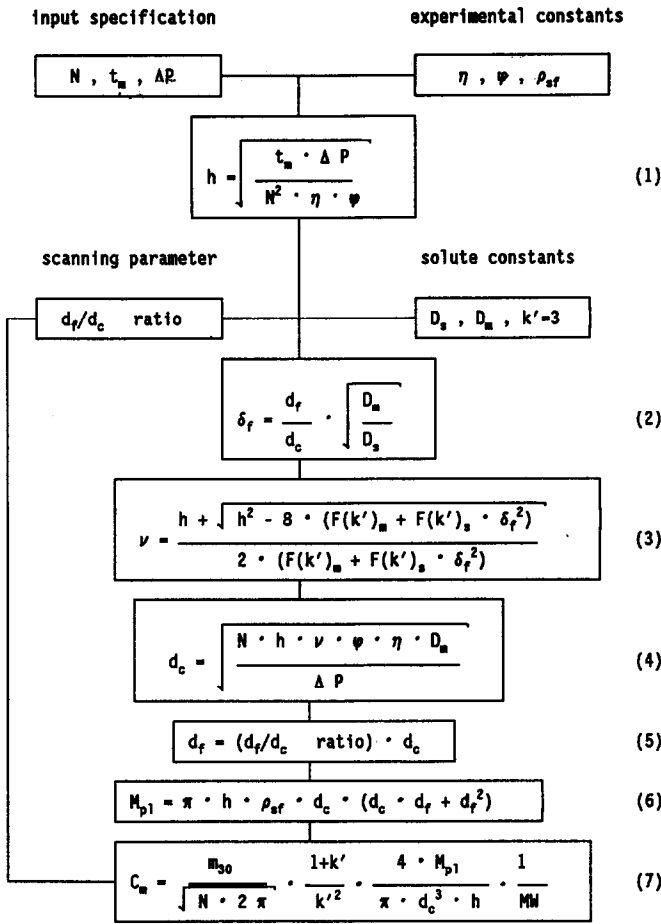 input specification experimental constants
N , t_m , ΔP η , φ , ρ_sf
h = √( t_m · Δ P / N² · η · φ ) (1)
scanning parameter solute constants
d_f/d_c ratio D_s , D_m , k′=3
δ_f = d_f / d_c · √( D_m / D_s ) (2)
ν = h + √( h² - 8 · (F(k′)_m + F(k′)_s · δ_f²) ) / 2 · (F(k′)_m + F(k′)_s · δ_f²) (3)
d_c = √( N · h · ν · φ · η · D_m / Δ P ) (4)
d_f = (d_f/d_c ratio) · d_c (5)
M_pl = π · h · ρ_sf · d_c · (d_c · d_f + d_f²) (6)
C_m = m_30 / √( N · 2 π ) · 1+k′ / k′² · 4 · M_pl / π · d_c³ · h · 1 / MW (7)